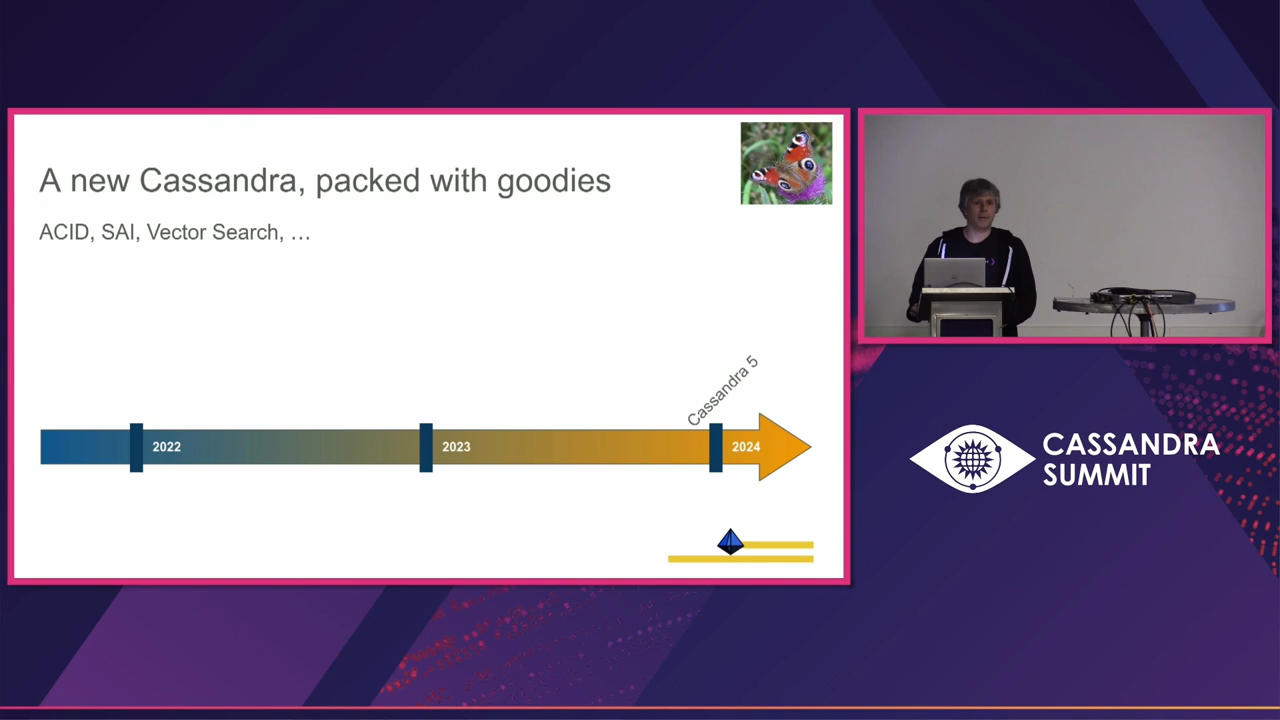 A new Cassandra, packed with goodies
ACID, SAI, Vector Search, …
Cassandra 5
2022
2023
2024
CASSANDRA
SUMMIT